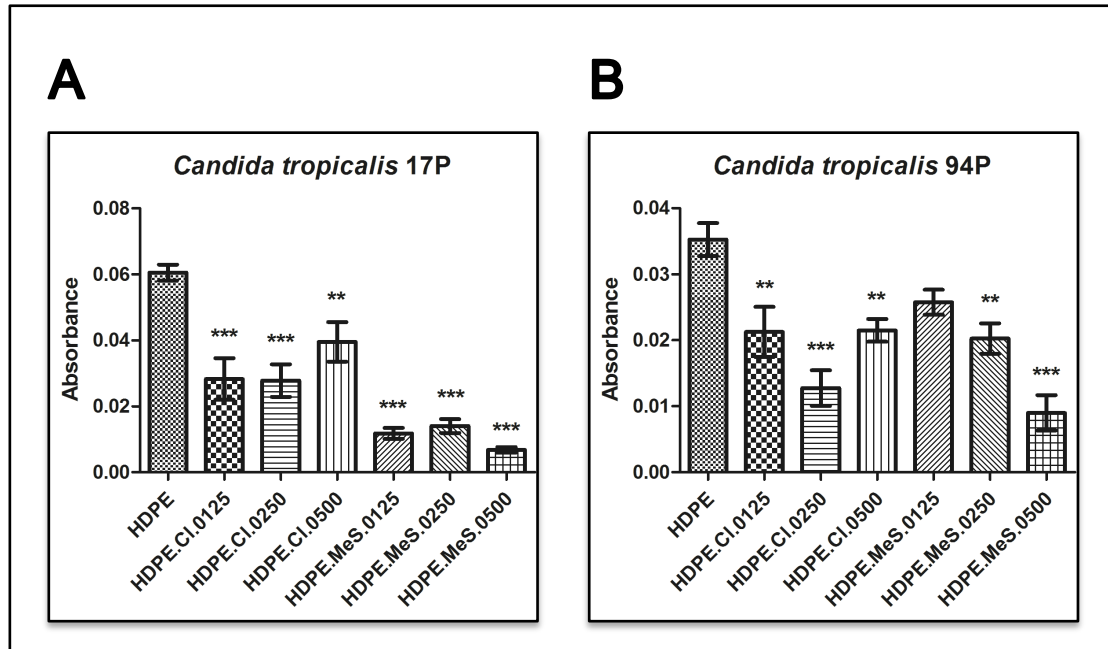 A
Candida tropicalis 17P
Absorbance
0.08
0.06
0.04
0.02
0.00
***
***
**
***
***
***
HDPE
HDPE.Cl.0125
HDPE.Cl.0250
HDPE.Cl.0500
HDPE.MeS.0125
HDPE.MeS.0250
HDPE.MeS.0500
B
Candida tropicalis 94P
Absorbance
0.04
0.03
0.02
0.01
0.00
**
***
**
**
***
HDPE
HDPE.Cl.0125
HDPE.Cl.0250
HDPE.Cl.0500
HDPE.MeS.0125
HDPE.MeS.0250
HDPE.MeS.0500